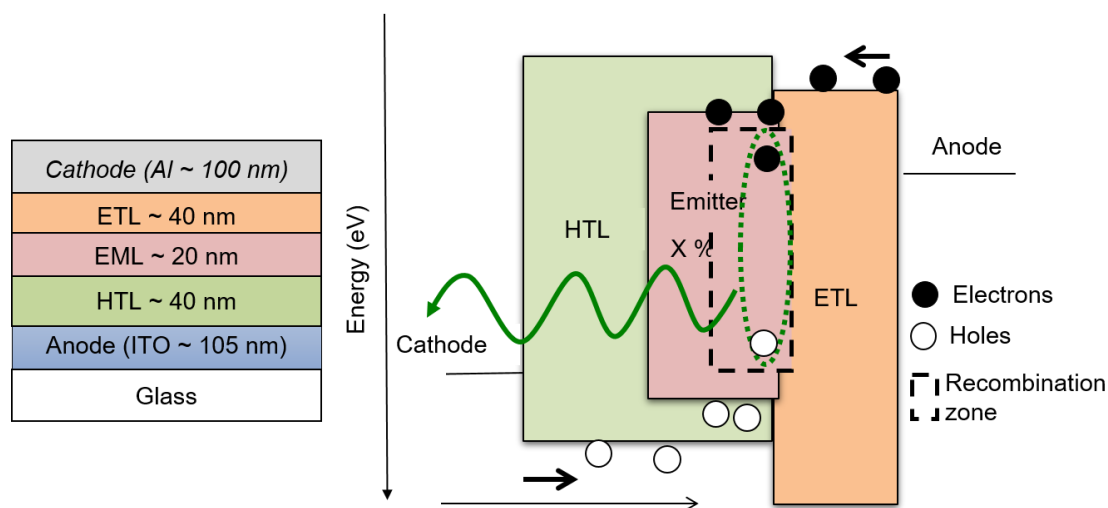 Cathode (Al ~ 100 nm)
ETL ~ 40 nm
EML ~ 20 nm
HTL ~ 40 nm
Anode (ITO ~ 105 nm)
Glass
Energy (eV)
Cathode
HTL
Emitter
X %
ETL
Anode
Electrons
Holes
Recombination
zone